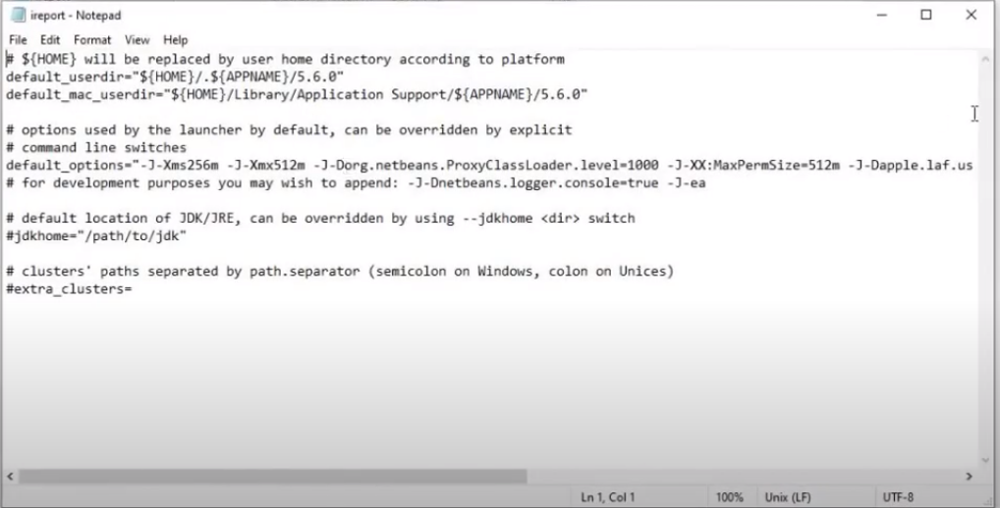 ireport - Notepad
File Edit Format View Help
# ${HOME} will be replaced by user home directory according to platform
default_userdir="${HOME}/.${APPNAME}/5.6.0"
default_mac_userdir="${HOME}/Library/Application Support/${APPNAME}/5.6.0"
# options used by the launcher by default, can be overridden by explicit
# command line switches
default_options="-J-Xms256m -J-Xmx512m -J-Dorg.netbeans.ProxyClassLoader.level=1000 -J-XX:MaxPermSize=512m -J-Dapple.laf.us
# for development purposes you may wish to append: -J-Dnetbeans.logger.console=true -J-ea
# default location of JDK/JRE, can be overridden by using --jdkhome <dir> switch
#jdkhome="/path/to/jdk"
# clusters' paths separated by path.separator (semicolon on Windows, colon on Unices)
#extra_clusters=
Ln 1, Col 1 100% Unix (LF) UTF-8